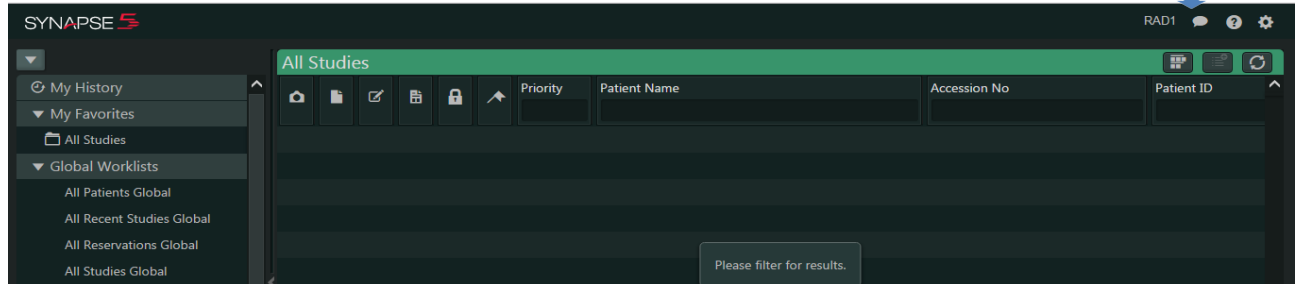 SYNAPSE 5
RAD1
All Studies
My History
My Favorites
All Studies
Global Worklists
All Patients Global
All Recent Studies Global
All Reservations Global
All Studies Global
Priority
Patient Name
Accession No
Patient ID
Please filter for results.